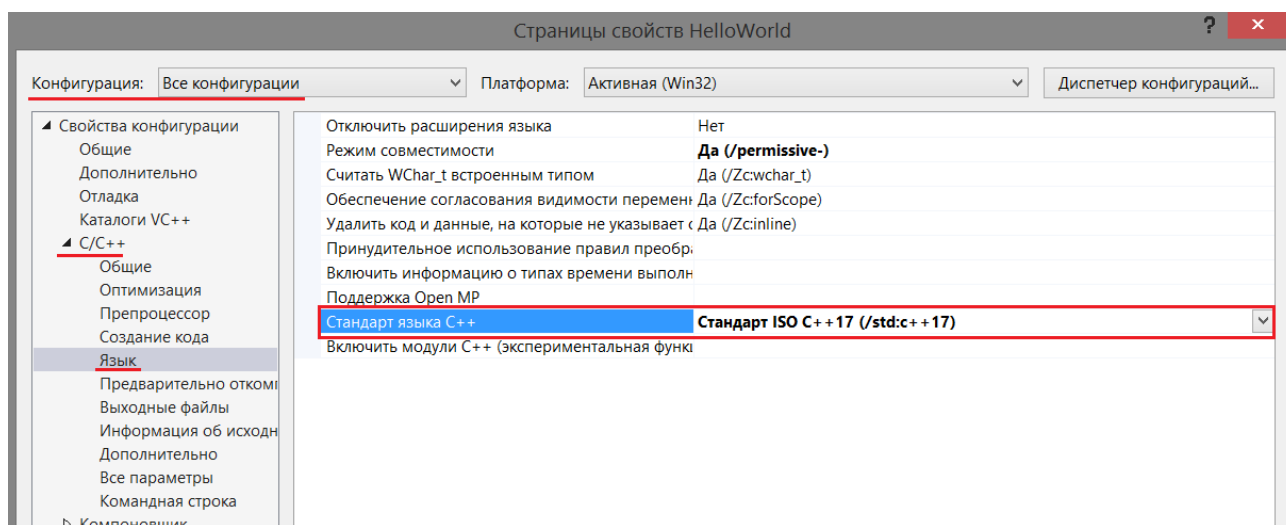 Страницы свойств HelloWorld ? ×
Конфигурация: Все конфигурации Платформа: Активная (Win32) Диспетчер конфигураций...
Свойства конфигурации
Общие
Дополнительно
Отладка
Каталоги VC++
C/C++
Общие
Оптимизация
Препроцессор
Создание кода
Язык
Предварительно отком
Выходные файлы
Информация об исходн
Дополнительно
Все параметры
Командная строка
Компоновщик
Отключить расширения языка Нет
Режим совместимости Да (/permissive-)
Считать WChar_t встроенным типом Да (/Zc:wchar_t)
Обеспечение согласования видимости перемен Да (/Zc:forScope)
Удалить код и данные, на которые не указывает с Да (/Zc:inline)
Принудительное использование правил преобра
Включить информацию о типах времени выполн
Поддержка Open MP
Стандарт языка C++ Стандарт ISO C++17 (/std:c++17)
Включить модули C++ (экспериментальная функ